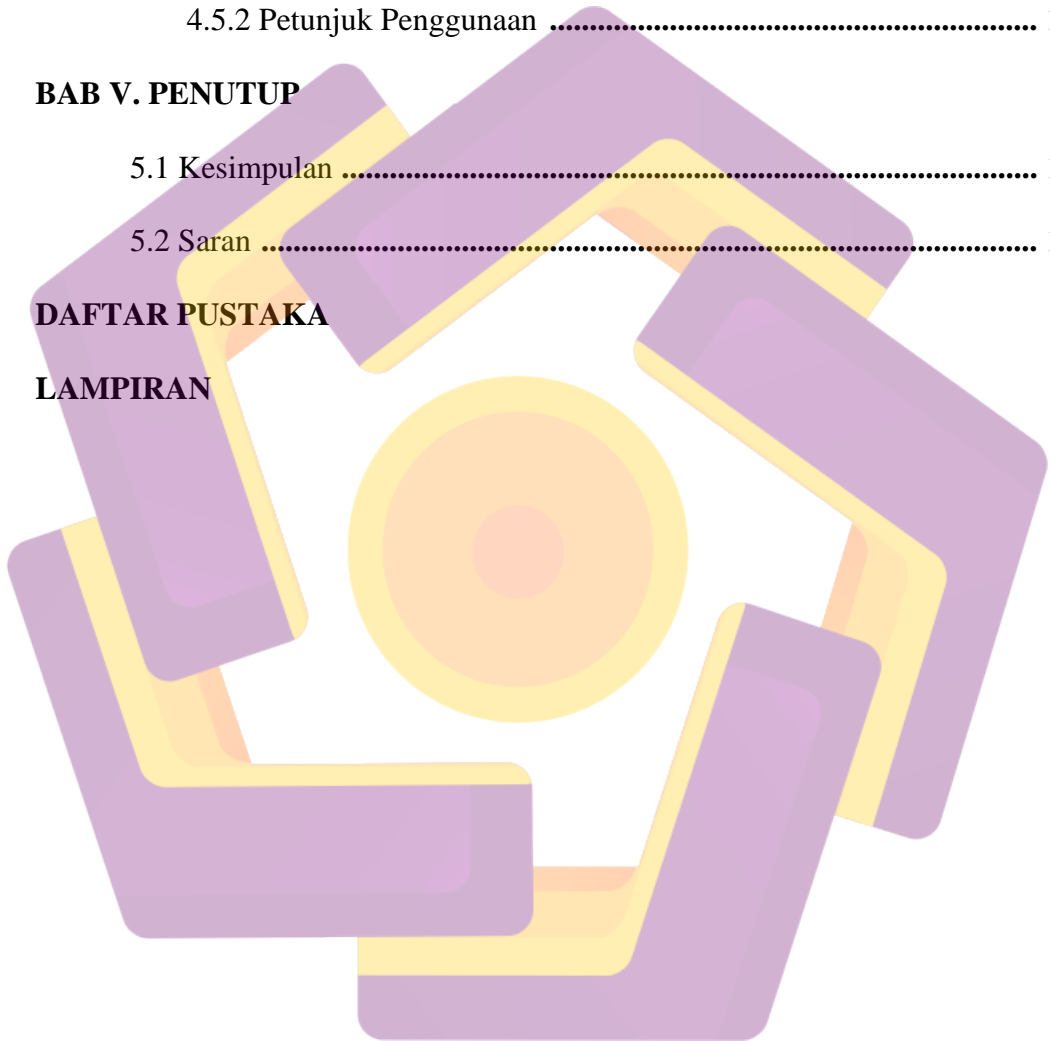 4.5.2 Petunjuk Penggunaan ........................................................
BAB V. PENUTUP
5.1 Kesimpulan ................................................................................
5.2 Saran .........................................................................................
DAFTAR PUSTAKA
LAMPIRAN